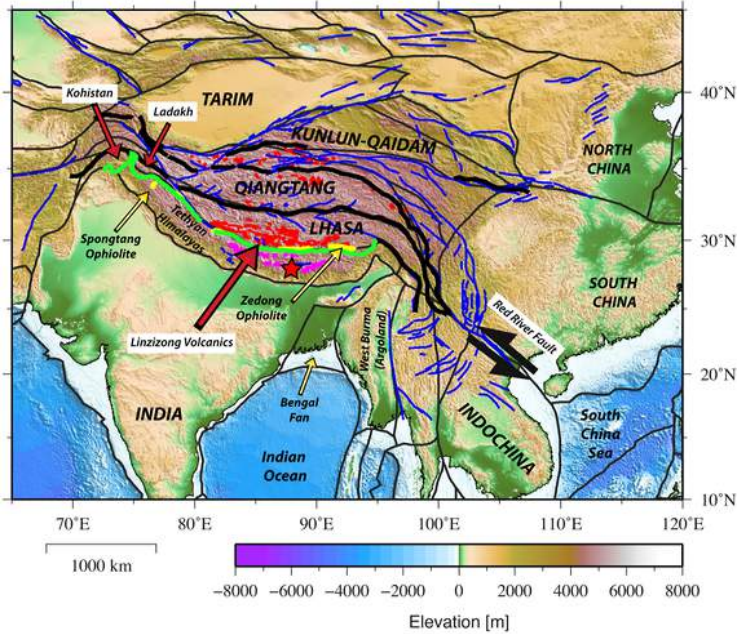 Kohistan
Ladakh
TARIM
KUNLUN-QAIDAM
NORTH
CHINA
QIANGTANG
Tethyan
Himalayas
LHASA
Spongtang
Ophiolite
Zedong
Ophiolite
Linzizong Volcanics
SOUTH
CHINA
Red River Fault
West Burma
(Argoland)
INDIA
Bengal
Fan
Indian
Ocean
INDOCHINA
South
China
Sea
40°N
30°N
20°N
10°N
70°E
80°E
90°E
100°E
110°E
120°E
1000 km
−8000
−6000
−4000
−2000
0
2000
4000
6000
8000
Elevation [m]